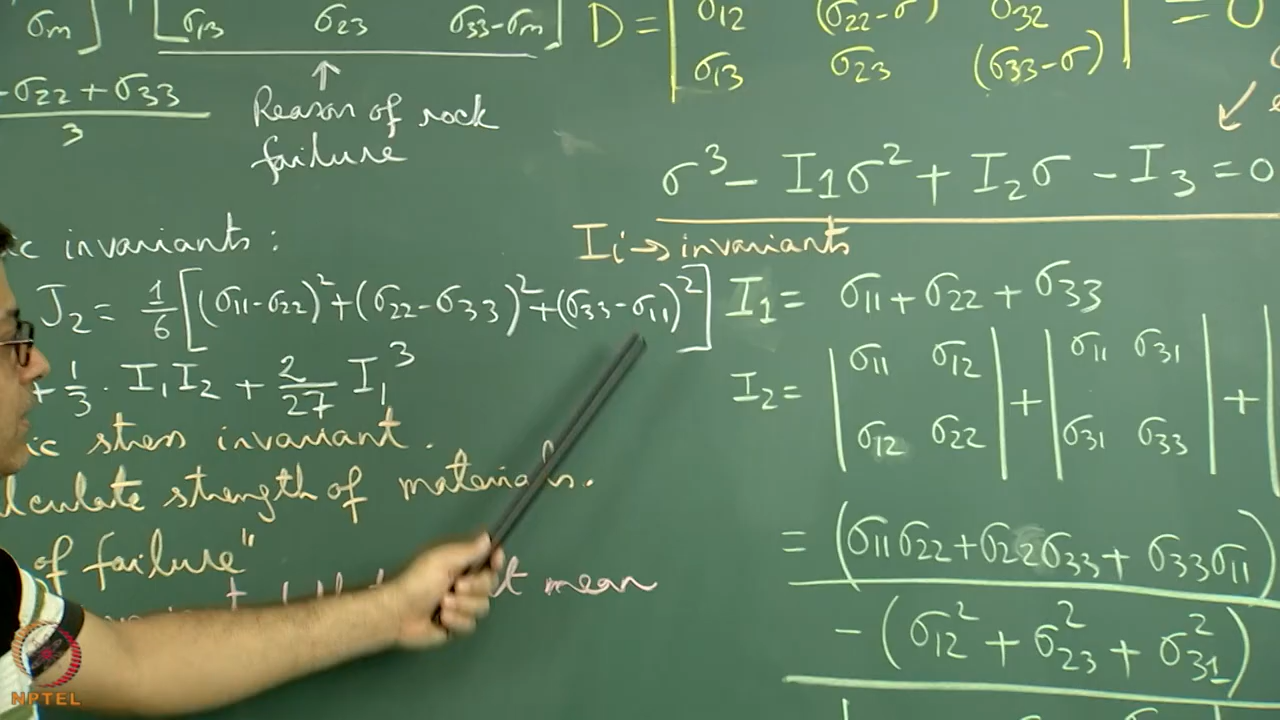 σm] [σ13 σ23 σ33-σm]
-σ22 + σ33
3
↑
Reason of rock
failure
D = | σ12 (σ22-σ) σ32 | = 0
σ13 σ23 (σ33-σ)
σ³ - I1σ² + I2σ - I3 = 0
Ii → invariants
c invariants:
J2 = 1/6 [(σ11-σ22)² + (σ22-σ33)² + (σ33-σ11)²]
+ 1/3 · I1I2 + 2/27 I1³
ic stress invariant.
lculate strength of materials.
of failure"
mean
I1 = σ11 + σ22 + σ33
I2 = | σ11 σ12 | + | σ11 σ31 | +
| σ12 σ22 | | σ31 σ33 |
= (σ11σ22 + σ22σ33 + σ33σ11)
- (σ12² + σ23² + σ31²)
NPTEL